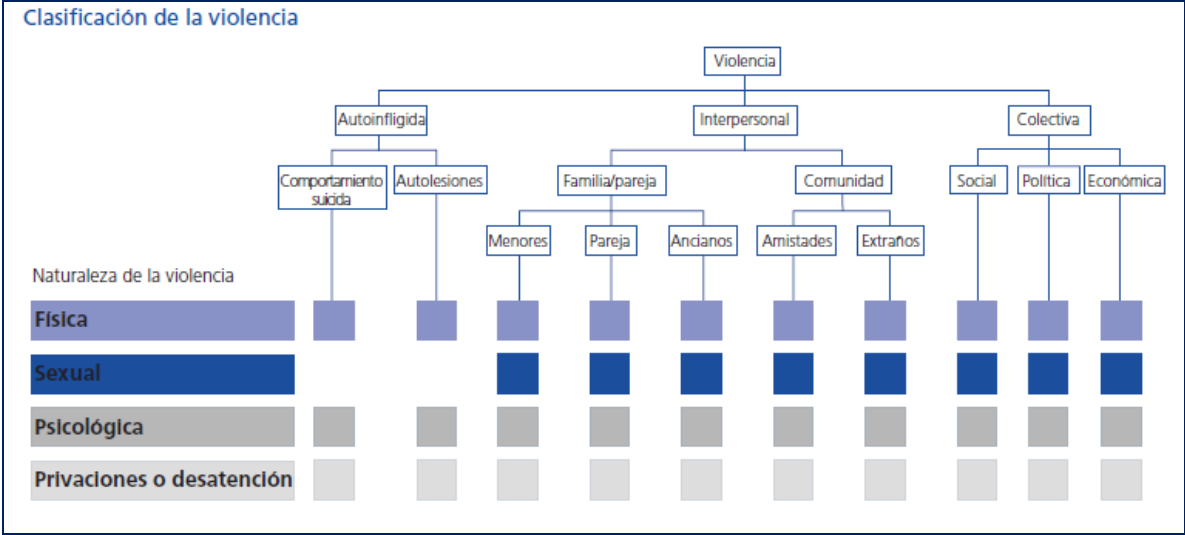 Clasificación de la violencia
Violencia
Autoinfligida
Interpersonal
Colectiva
Comportamiento
suicida
Autolesiones
Familia/pareja
Comunidad
Social
Política
Económica
Menores
Pareja
Ancianos
Amistades
Extraños
Naturaleza de la violencia
Física
Sexual
Psicológica
Privaciones o desatención